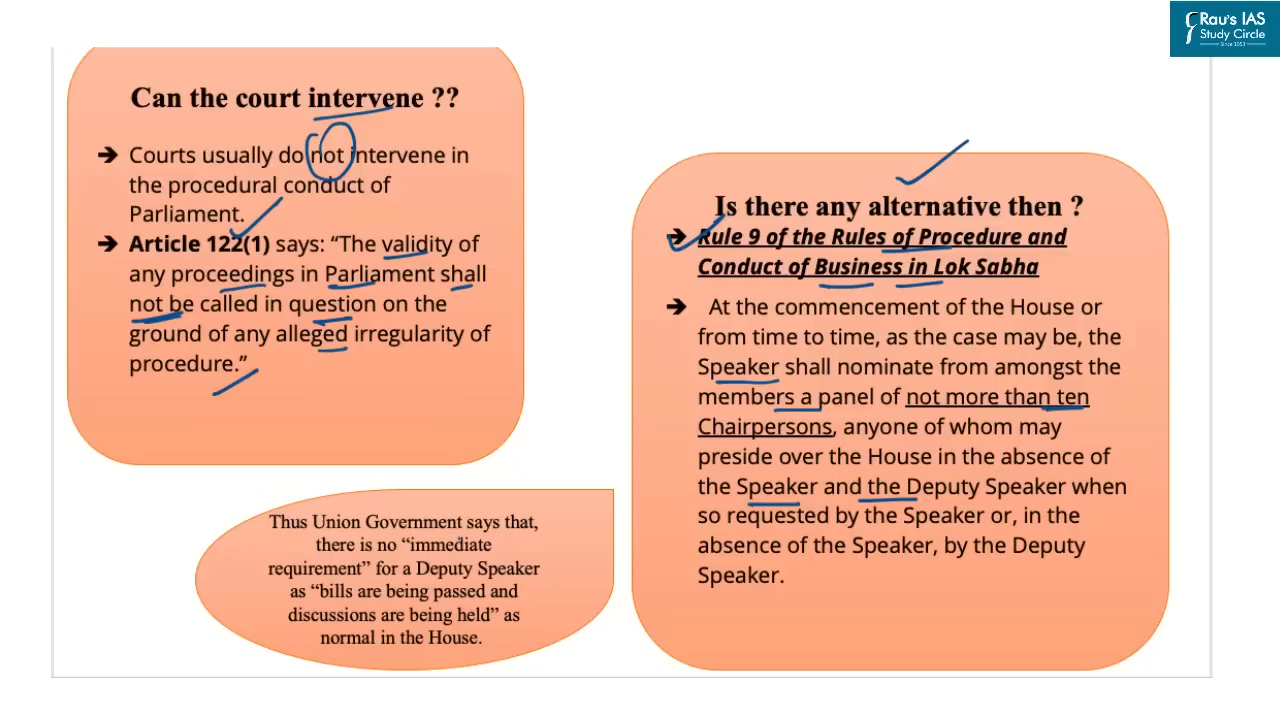 Rau's IAS
Study Circle
Since 1953
Can the court intervene ??
➔ Courts usually do not intervene in
the procedural conduct of
Parliament.
➔ Article 122(1) says: “The validity of
any proceedings in Parliament shall
not be called in question on the
ground of any alleged irregularity of
procedure.”
Thus Union Government says that,
there is no “immediate
requirement” for a Deputy Speaker
as “bills are being passed and
discussions are being held” as
normal in the House.
Is there any alternative then ?
➔ Rule 9 of the Rules of Procedure and
Conduct of Business in Lok Sabha
➔ At the commencement of the House or
from time to time, as the case may be, the
Speaker shall nominate from amongst the
members a panel of not more than ten
Chairpersons, anyone of whom may
preside over the House in the absence of
the Speaker and the Deputy Speaker when
so requested by the Speaker or, in the
absence of the Speaker, by the Deputy
Speaker.